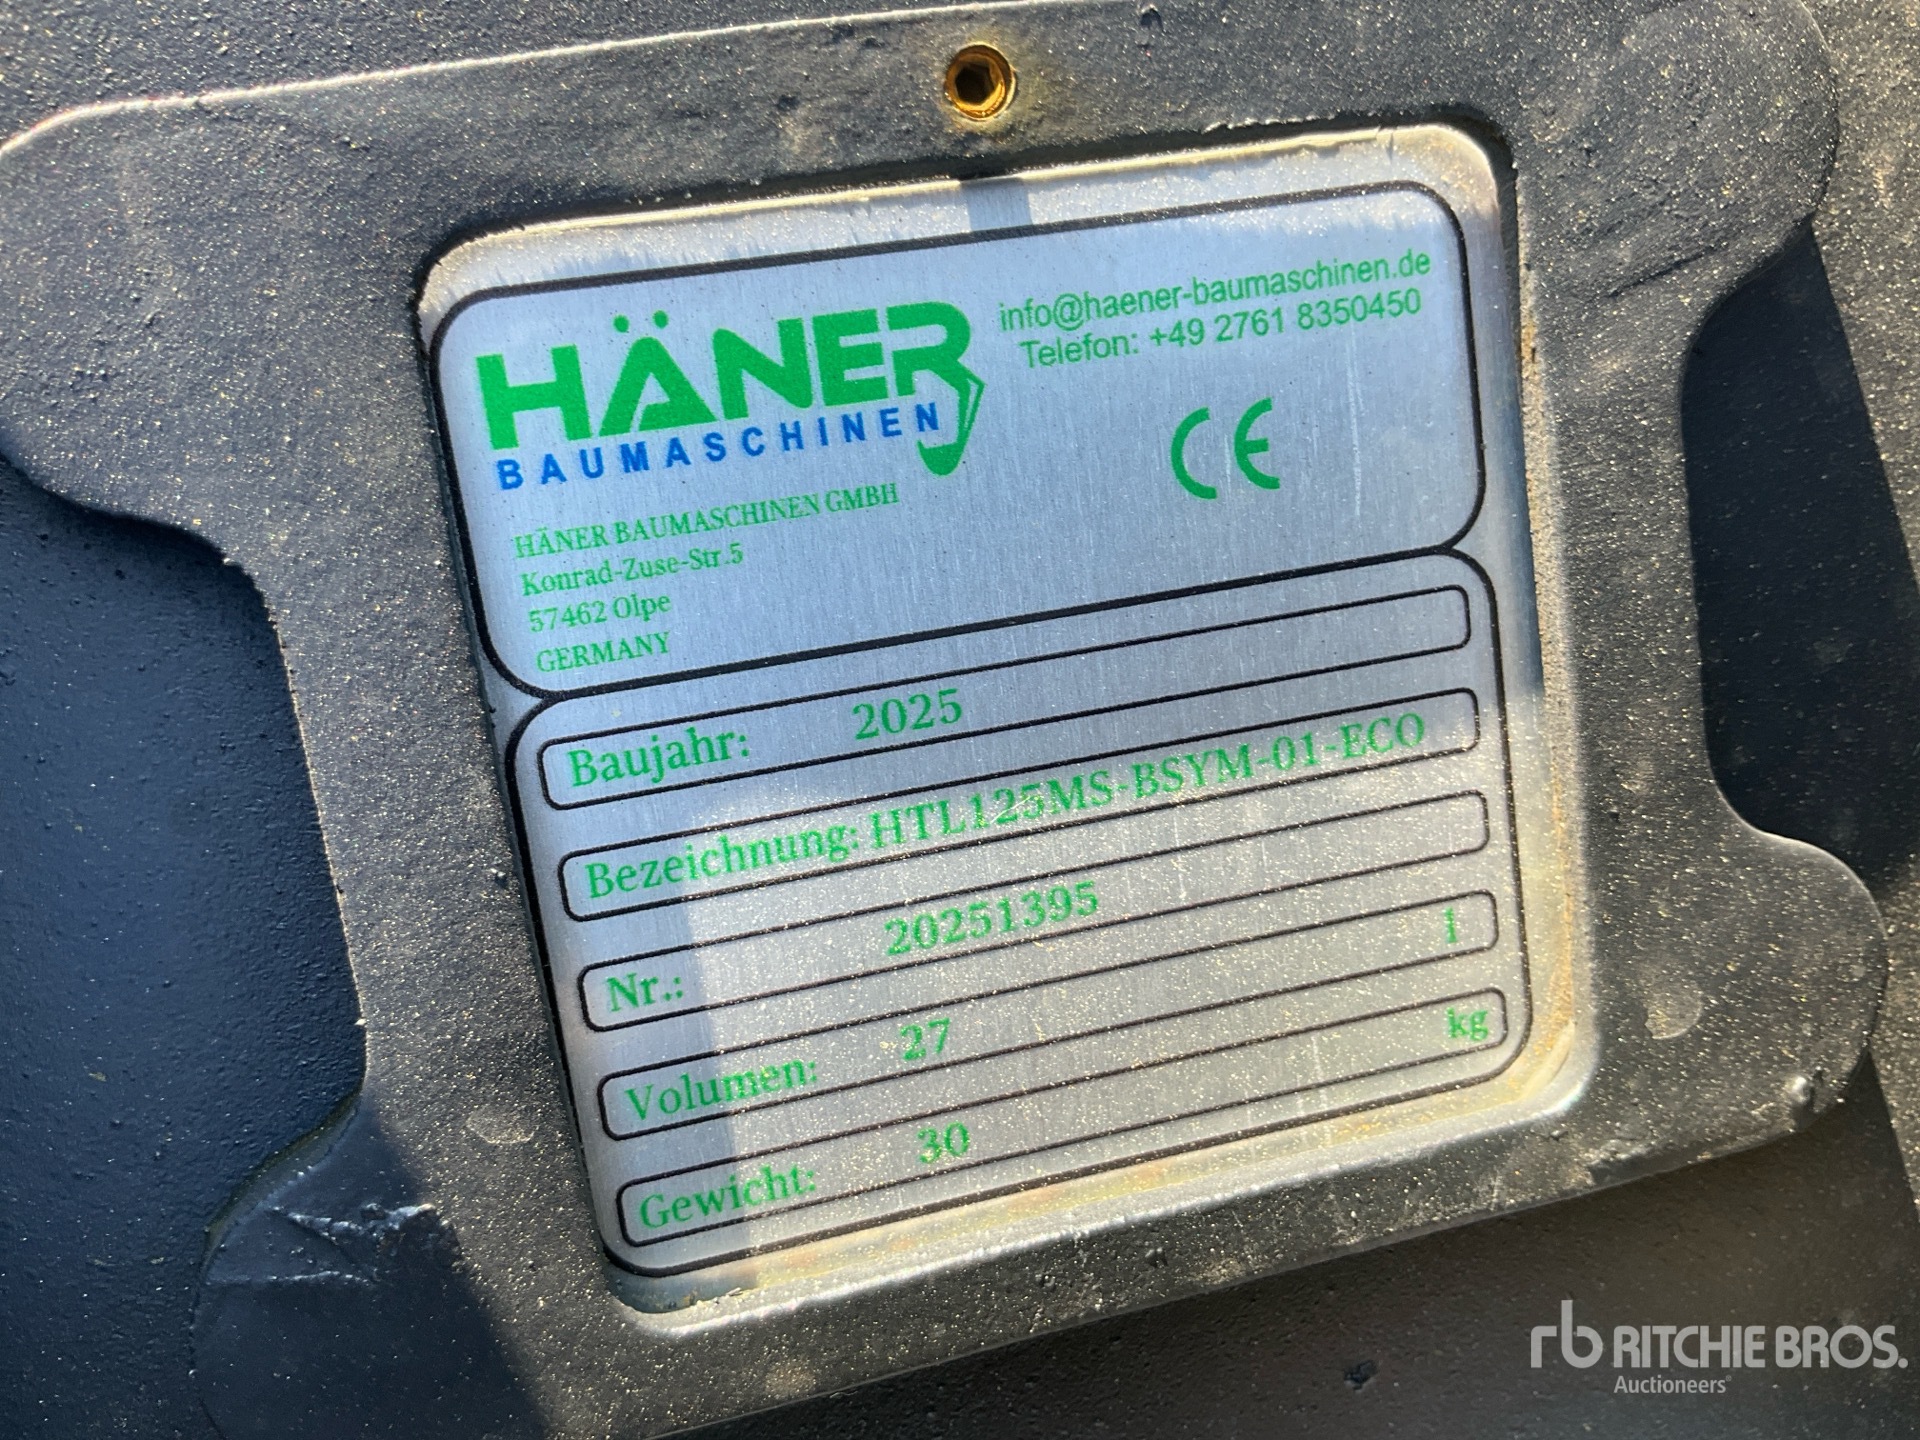 HÄNER
BAUMASCHINEN
info@haener-baumaschinen.de
Telefon: +49 2761 8350450
CE
HÄNER BAUMASCHINEN GMBH
Konrad-Zuse-Str.5
57462 Olpe
GERMANY
Baujahr: 2025
Bezeichnung: HTL125MS-BSYM-01-ECO
Nr.: 20251395
Volumen: 27 l
Gewicht: 30 kg
rb RITCHIE BROS.
Auctioneers